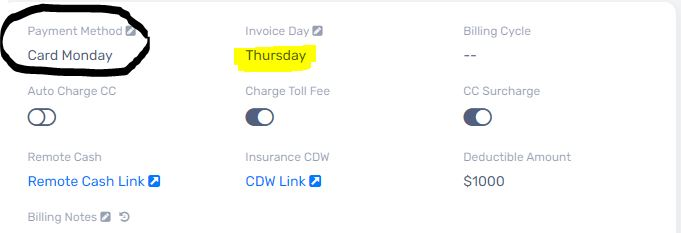 Payment Method Invoice Day Billing Cycle
Card Monday Thursday --
Auto Charge CC Charge Toll Fee CC Surcharge
Remote Cash Insurance CDW Deductible Amount
Remote Cash Link CDW Link $1000
Billing Notes